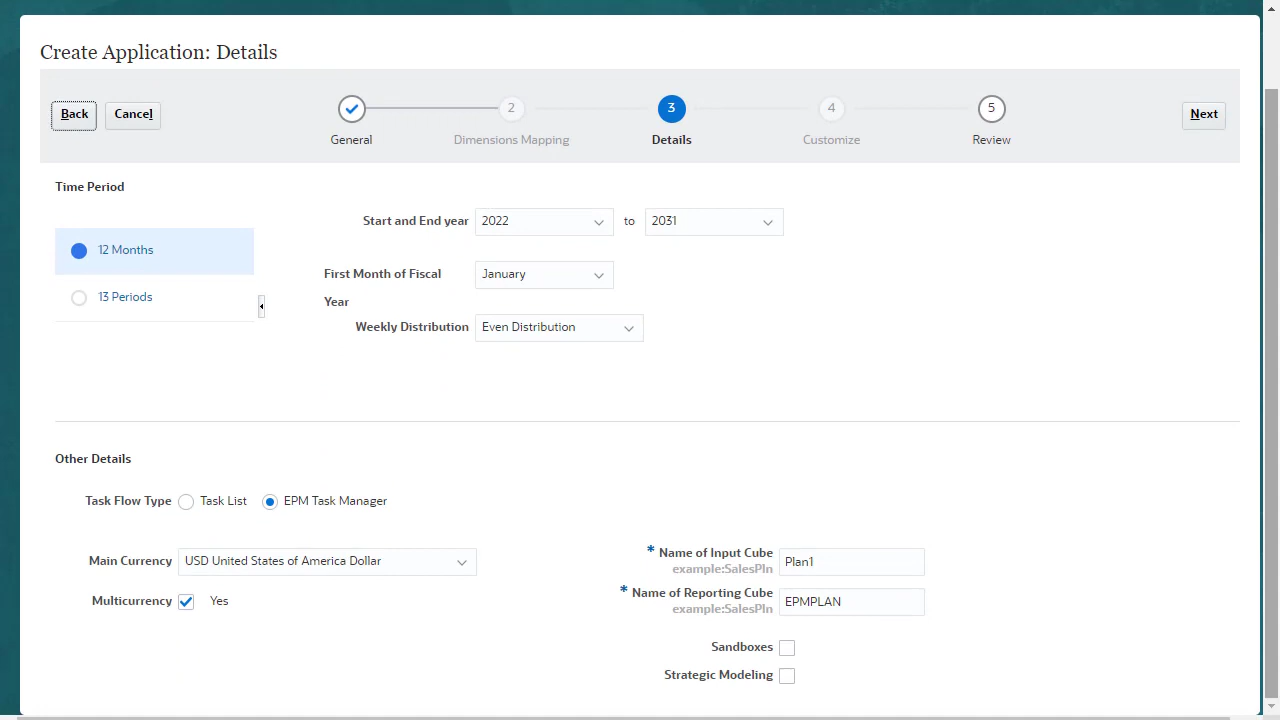 Create Application: Details
Back
Cancel
2
3
4
5
Next
General
Dimensions Mapping
Details
Customize
Review
Time Period
12 Months
13 Periods
Start and End year
2022
to
2031
First Month of Fiscal
Year
January
Weekly Distribution
Even Distribution
Other Details
Task Flow Type
Task List
EPM Task Manager
Main Currency
USD United States of America Dollar
Multicurrency
Yes
* Name of Input Cube
example:SalesPln
Plan1
* Name of Reporting Cube
example:SalesPln
EPMPLAN
Sandboxes
Strategic Modeling